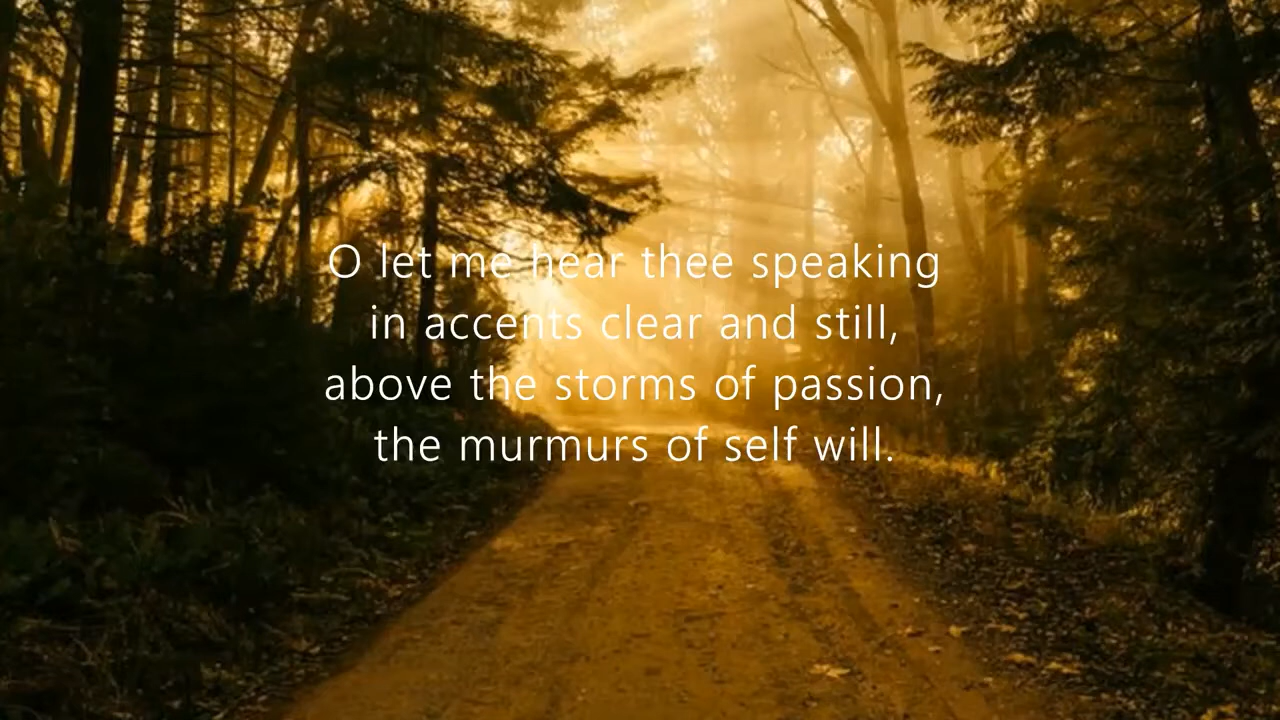 O let me hear thee speaking
in accents clear and still,
above the storms of passion,
the murmurs of self will.